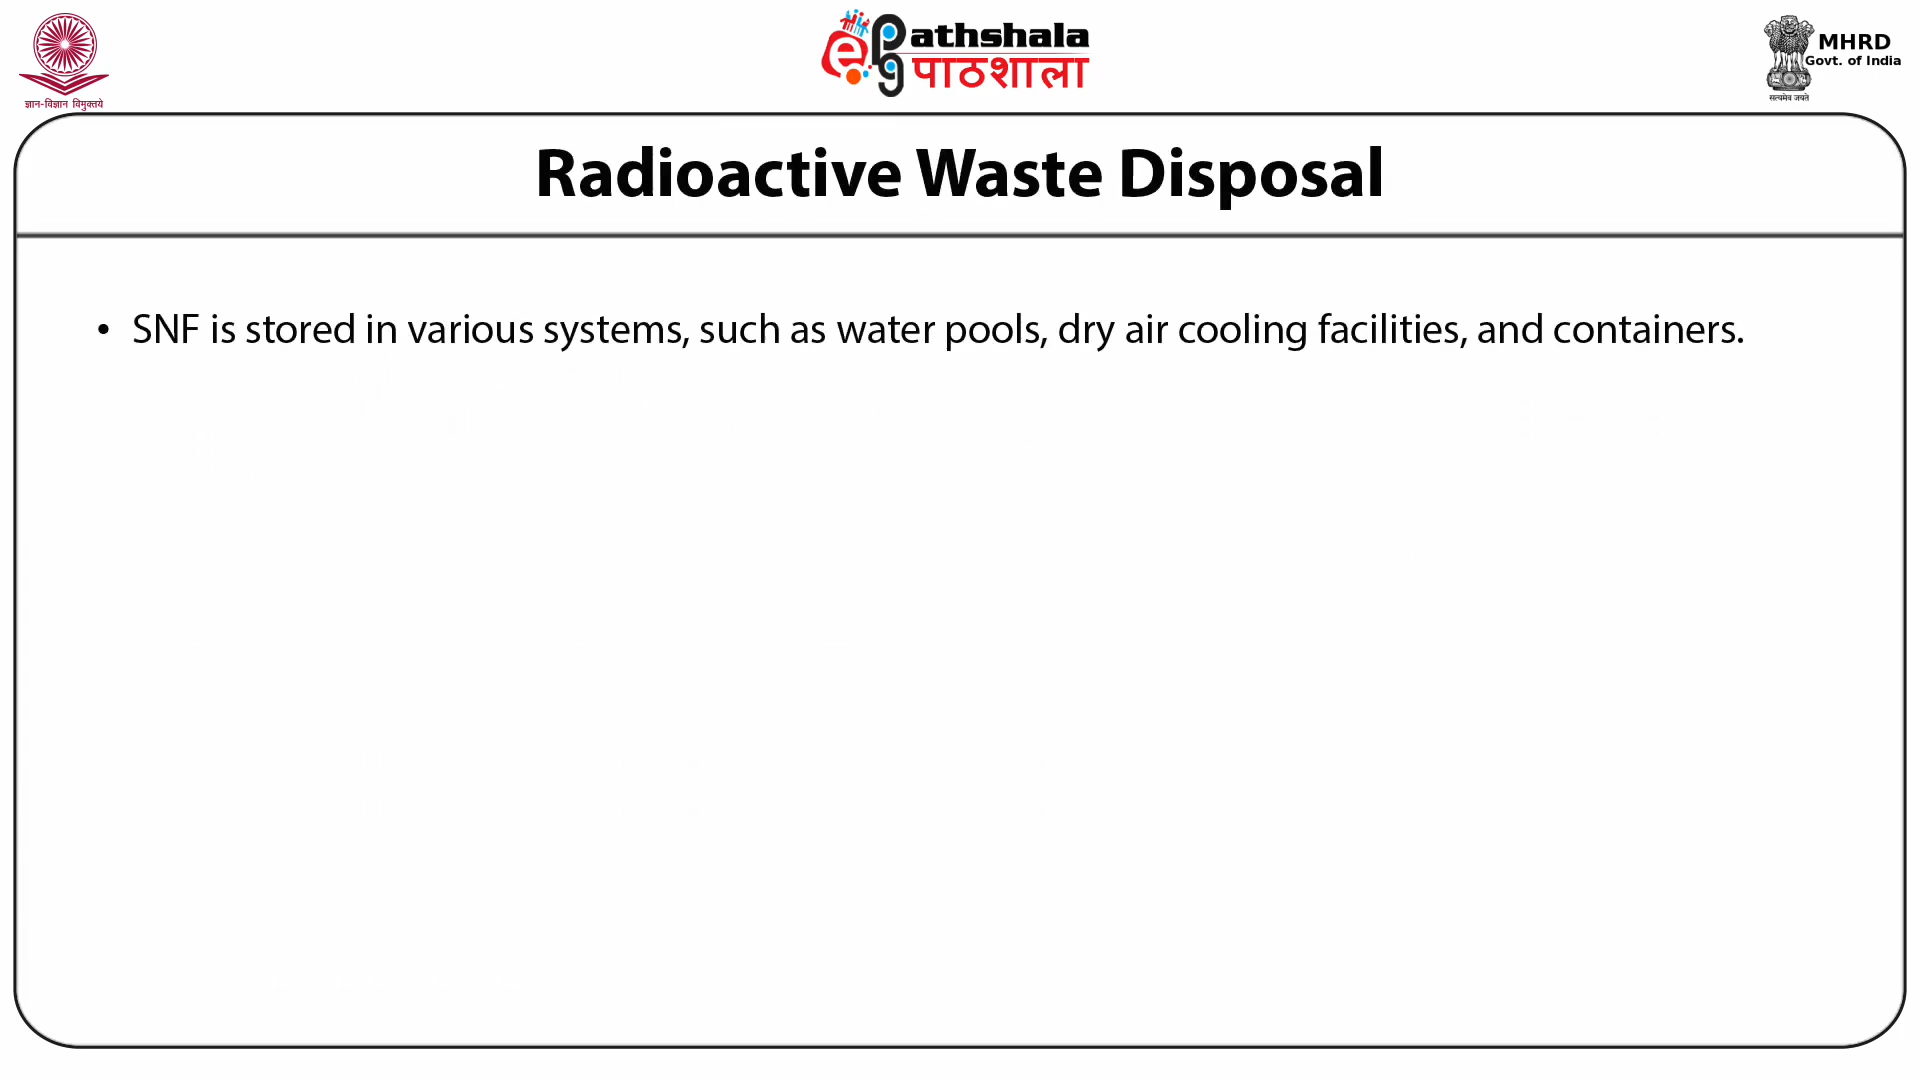 ज्ञान-विज्ञान विमुक्तये
ePathshala
पाठशाला
MHRD
Govt. of India
सत्यमेव जयते
Radioactive Waste Disposal
• SNF is stored in various systems, such as water pools, dry air cooling facilities, and containers.